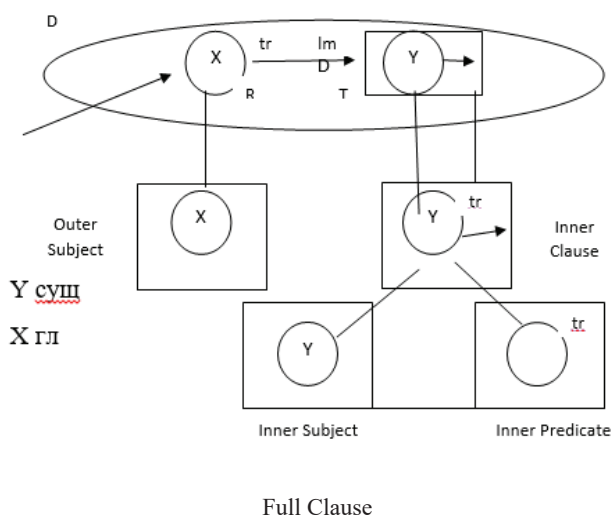 D
X tr lm Y
D
R T
X Y tr
Outer
Subject
Inner
Clause
Y сущ
X гл
Y tr
Inner Subject Inner Predicate
Full Clause